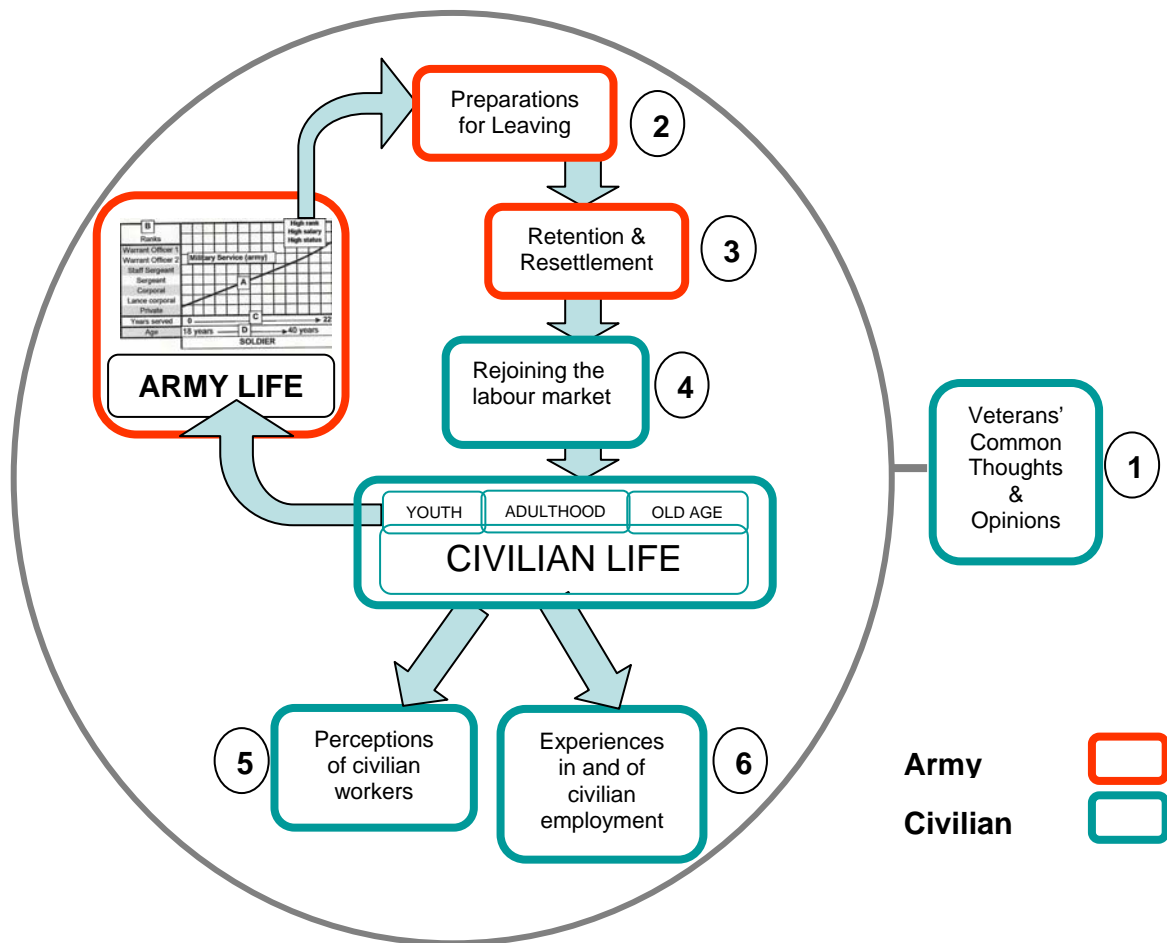 Preparations
for Leaving
2
B
Ranks
Warrant Officer 1
Warrant Officer 2
Staff Sergeant
Sergeant
Corporal
Lance corporal
Private
Years served
Age
High rank
High salary
High status
Military Service (army)
A
C
0
22
18 years
D
40 years
SOLDIER
ARMY LIFE
Retention &
Resettlement
3
Rejoining the
labour market
4
Veterans'
Common
Thoughts
&
Opinions
1
YOUTH
ADULTHOOD
OLD AGE
CIVILIAN LIFE
5
Perceptions
of civilian
workers
Experiences
in and of
civilian
employment
6
Army
Civilian